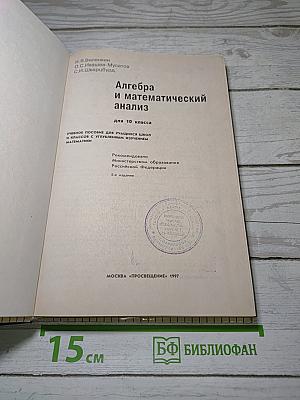 Н.Я.Виленкин
О.С.Ивашев-Мусатов
С.И.Шварцбурд
Алгебра
и математический
анализ
для 10 класса
УЧЕБНОЕ ПОСОБИЕ ДЛЯ УЧАЩИХСЯ ШКОЛ
И КЛАССОВ С УГЛУБЛЕННЫМ ИЗУЧЕНИЕМ
МАТЕМАТИКИ
Рекомендовано
Министерством образования
Российской Федерации
5-е издание
МОСКВА «ПРОСВЕЩЕНИЕ» 1997
15 см
БФ БИБЛИОФАН